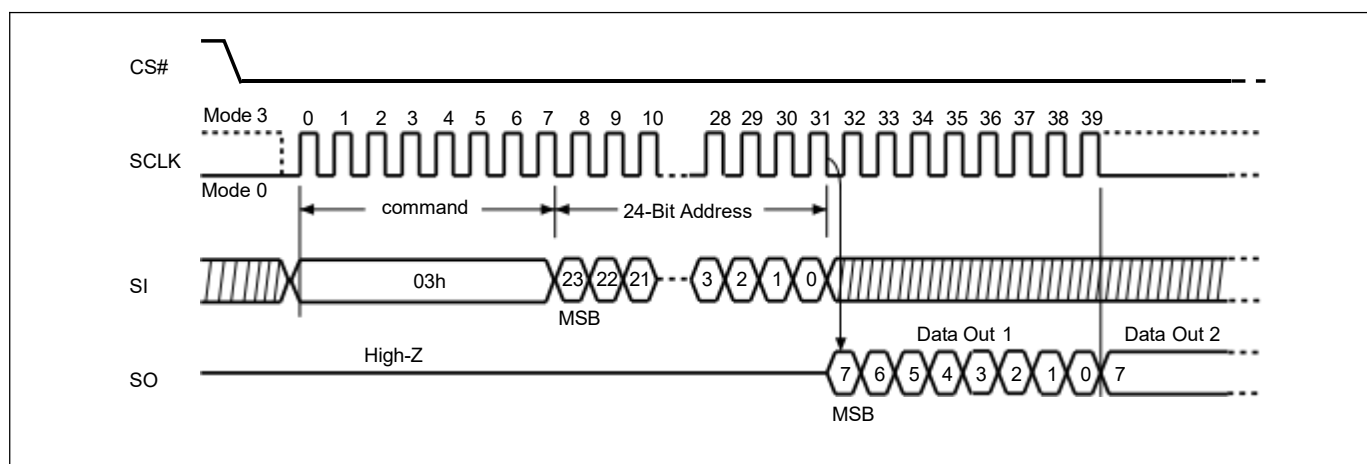 CS#
Mode 3
0 1 2 3 4 5 6 7 8 9 10 28 29 30 31 32 33 34 35 36 37 38 39
SCLK
Mode 0
command 24-Bit Address
SI 03h 23 22 21 3 2 1 0
MSB
Data Out 1 Data Out 2
High-Z
SO 7 6 5 4 3 2 1 0 7
MSB